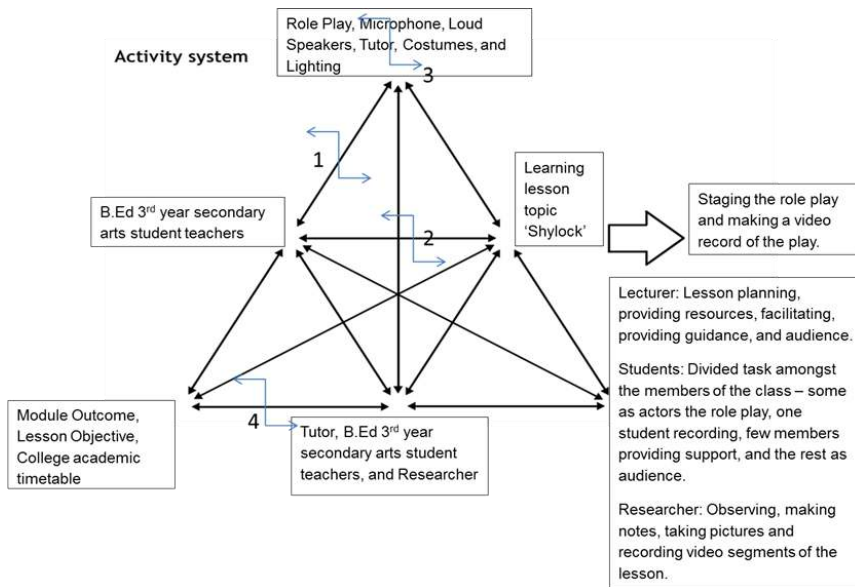 Activity system
Role Play, Microphone, Loud
Speakers, Tutor, Costumes, and
Lighting
3
1
B.Ed 3rd year secondary
arts student teachers
2
Learning
lesson
topic
‘Shylock’
Staging the role play
and making a video
record of the play.
Lecturer: Lesson planning,
providing resources, facilitating,
providing guidance, and audience.
Students: Divided task amongst
the members of the class – some
as actors the role play, one
student recording, few members
providing support, and the rest as
audience.
Researcher: Observing, making
notes, taking pictures and
recording video segments of the
lesson.
Module Outcome,
Lesson Objective,
College academic
timetable
4
Tutor, B.Ed 3rd year
secondary arts student
teachers, and Researcher